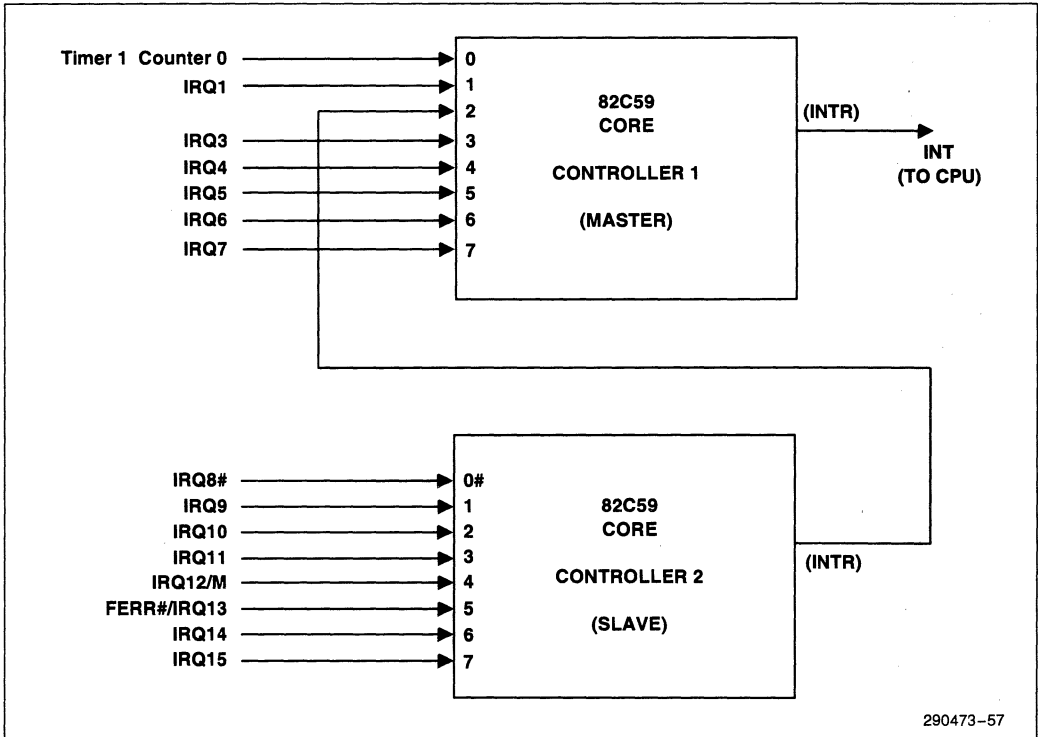 Timer 1 Counter 0
IRQ1
IRQ3
IRQ4
IRQ5
IRQ6
IRQ7
0
1
2
3
4
5
6
7
82C59
CORE
CONTROLLER 1
(MASTER)
(INTR)
INT
(TO CPU)
IRQ8#
IRQ9
IRQ10
IRQ11
IRQ12/M
FERR#/IRQ13
IRQ14
IRQ15
0#
1
2
3
4
5
6
7
82C59
CORE
CONTROLLER 2
(SLAVE)
(INTR)
290473–57